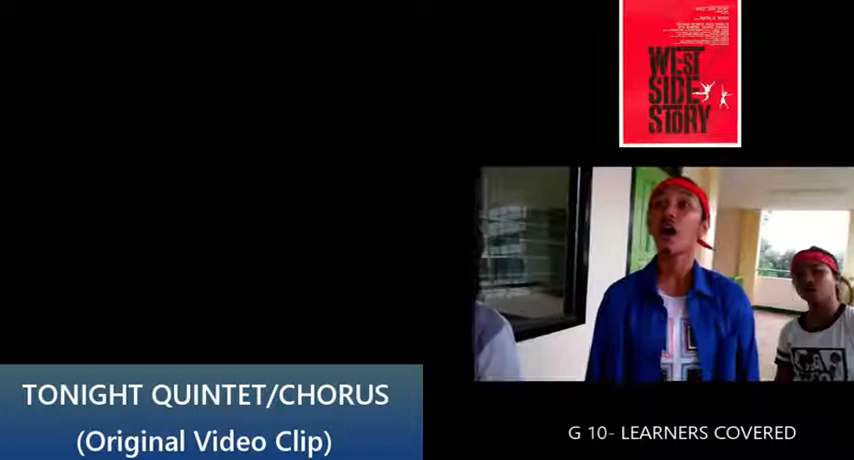 WEST
SIDE
STORY
TONIGHT QUINTET/CHORUS
(Original Video Clip)
G 10- LEARNERS COVERED